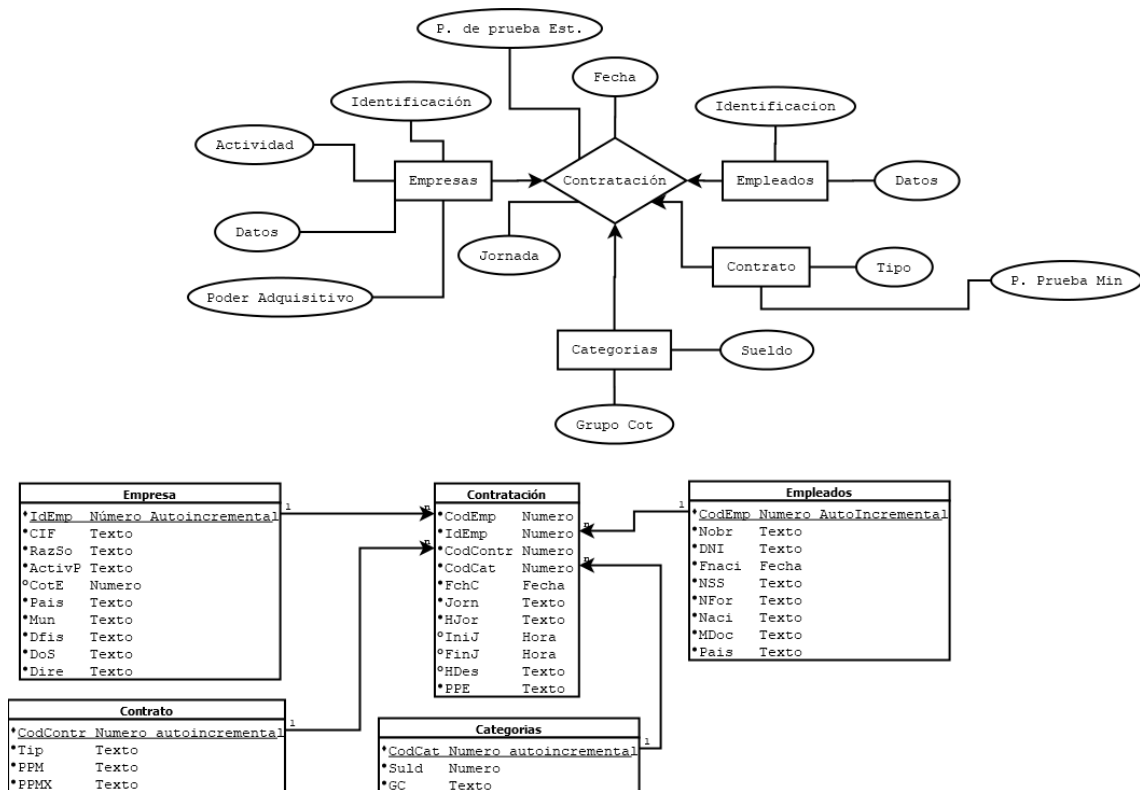 P. de prueba Est.
Fecha
Identificación
Identificacion
Actividad
Empresas
Contratación
Empleados
Datos
Datos
Jornada
Contrato
Tipo
P. Prueba Min
Poder Adquisitivo
Categorias
Sueldo
Grupo Cot
Empresa
IdEmp Número Autoincremental
CIF Texto
RazSo Texto
ActivP Texto
CotE Numero
Pais Texto
Mun Texto
Dfis Texto
DoS Texto
Dire Texto
1
n
Contratación
CodEmp Numero
IdEmp Numero
CodContr Numero
CodCat Numero
FchC Fecha
Jorn Texto
HJor Texto
IniJ Hora
FinJ Hora
HDes Texto
PPE Texto
n
n
n
Empleados
1
CodEmp Numero AutoIncremental
Nobr Texto
DNI Texto
Fnaci Fecha
NSS Texto
NFor Texto
Naci Texto
MDoc Texto
Pais Texto
Contrato
1
CodContr Numero autoincremental
Tip Texto
PPM Texto
PPMX Texto
Categorias
1
CodCat Numero autoincremental
Suld Numero
GC Texto